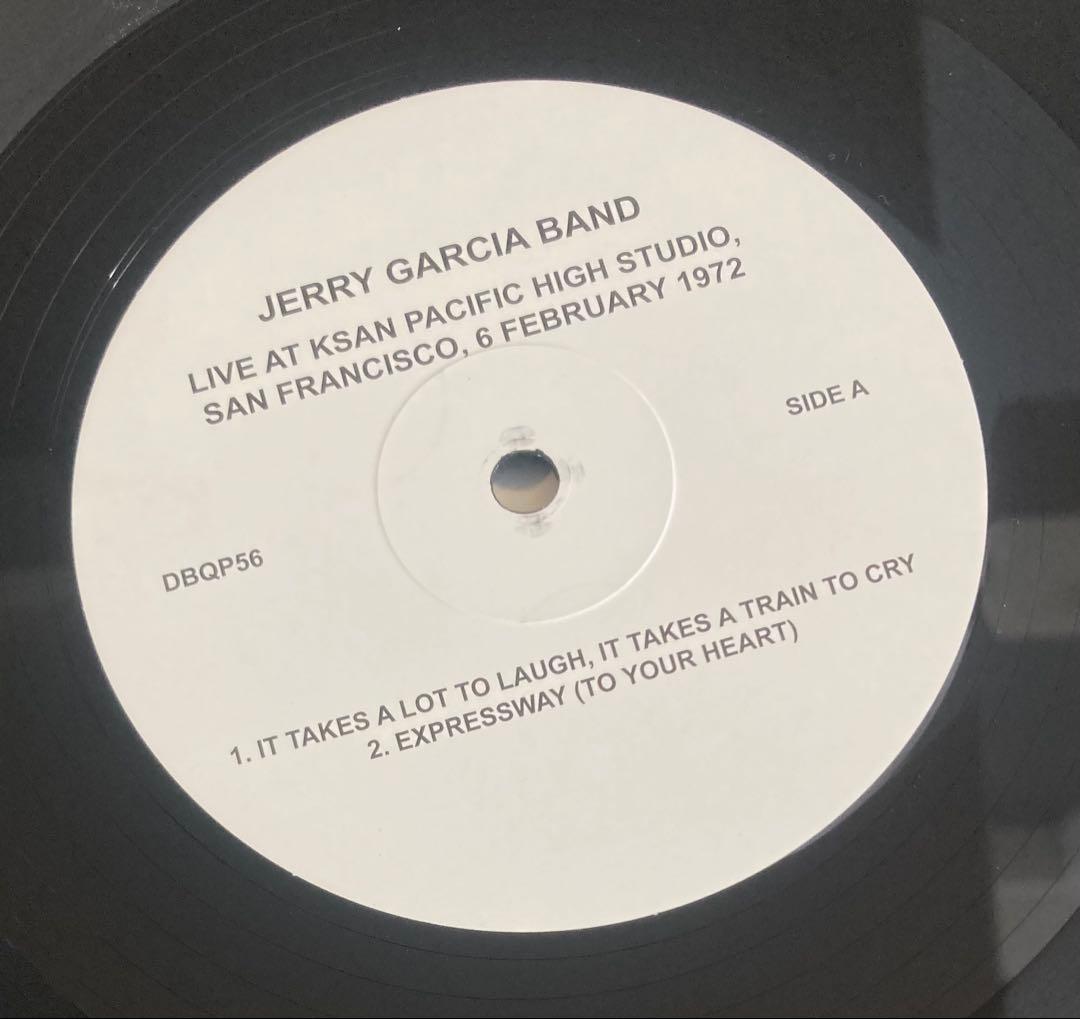 JERRY GARCIA BAND
LIVE AT KSAN PACIFIC HIGH STUDIO,
SAN FRANCISCO, 6 FEBRUARY 1972
SIDE A
DBQP56
1. IT TAKES A LOT TO LAUGH, IT TAKES A TRAIN TO CRY
2. EXPRESSWAY (TO YOUR HEART)